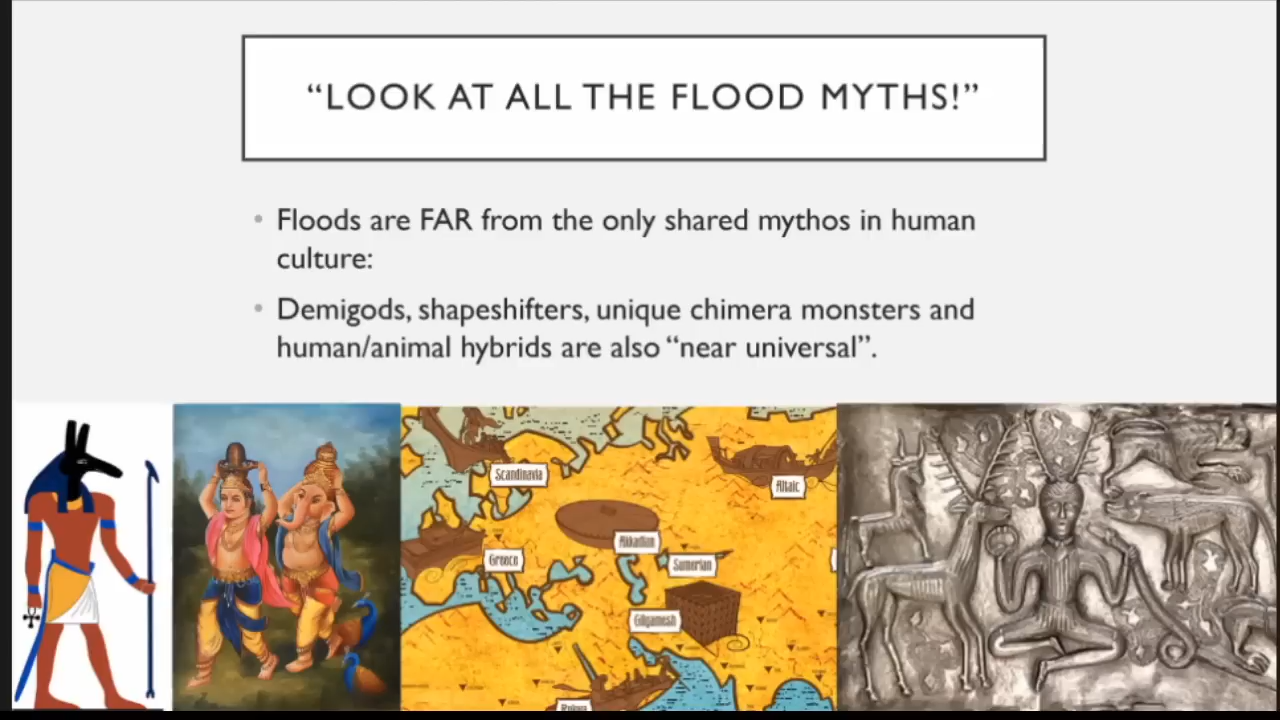 “LOOK AT ALL THE FLOOD MYTHS!”
• Floods are FAR from the only shared mythos in human
culture:
• Demigods, shapeshifters, unique chimera monsters and
human/animal hybrids are also “near universal”.
Scandinavia
Altaic
Akkadian
Greece
Sumerian
Gilgamesh